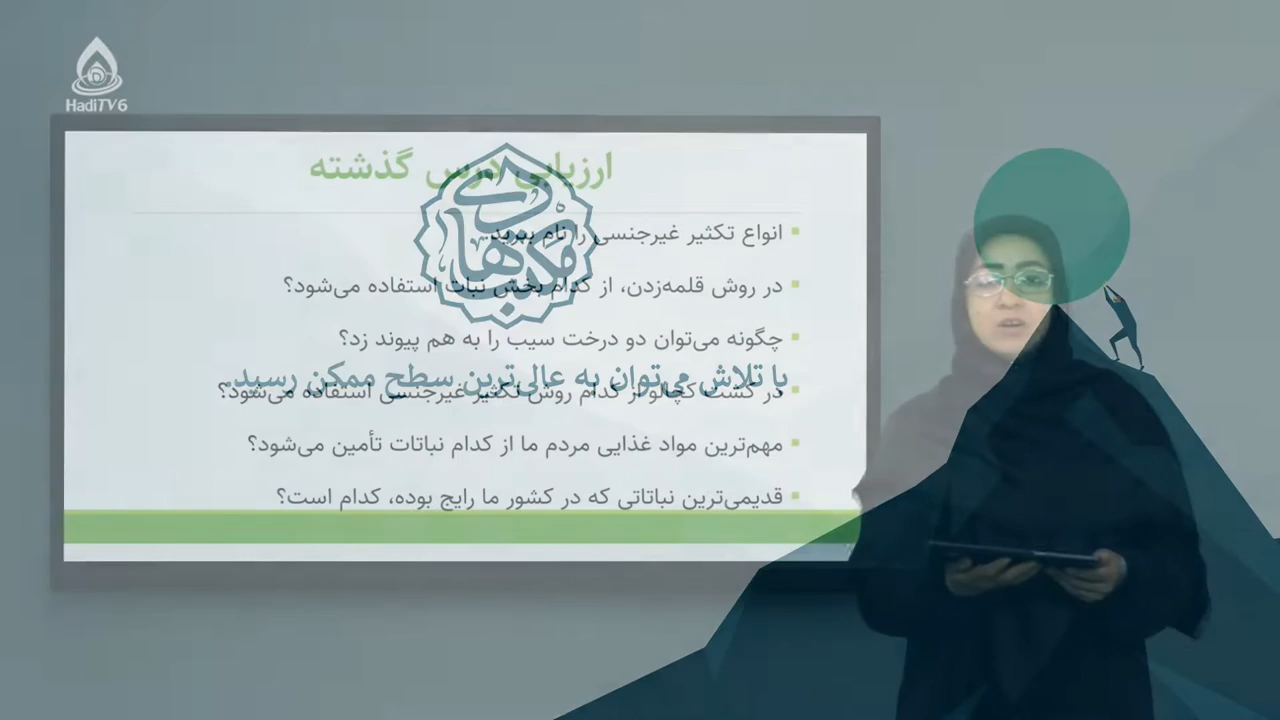 HadiTV6
ارزیابی درس گذشته
انواع تکثیر غیرجنسی را نام ببرید.
در روش قلمه‌زدن، از کدام بخش نبات استفاده می‌شود؟
چگونه می‌توان دو درخت سیب را به هم پیوند زد؟
در کشت کچالو از کدام روش تکثیر غیرجنسی استفاده می‌شود؟
مهم‌ترین مواد غذایی مردم ما از کدام نباتات تأمین می‌شود؟
قدیمی‌ترین نباتاتی که در کشور ما رایج بوده، کدام است؟
مکتب هادی
با تلاش می‌توان به عالی‌ترین سطح ممکن رسید.